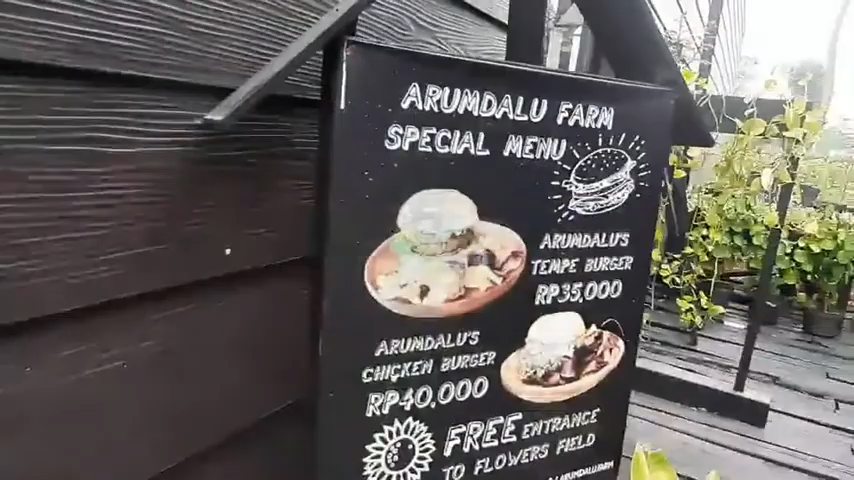 ARUMDALU FARM
SPECIAL MENU
ARUMDALU'S
TEMPE BURGER
RP35,000
ARUMDALU'S
CHICKEN BURGER
RP40,000
FREE ENTRANCE
TO FLOWERS FIELD